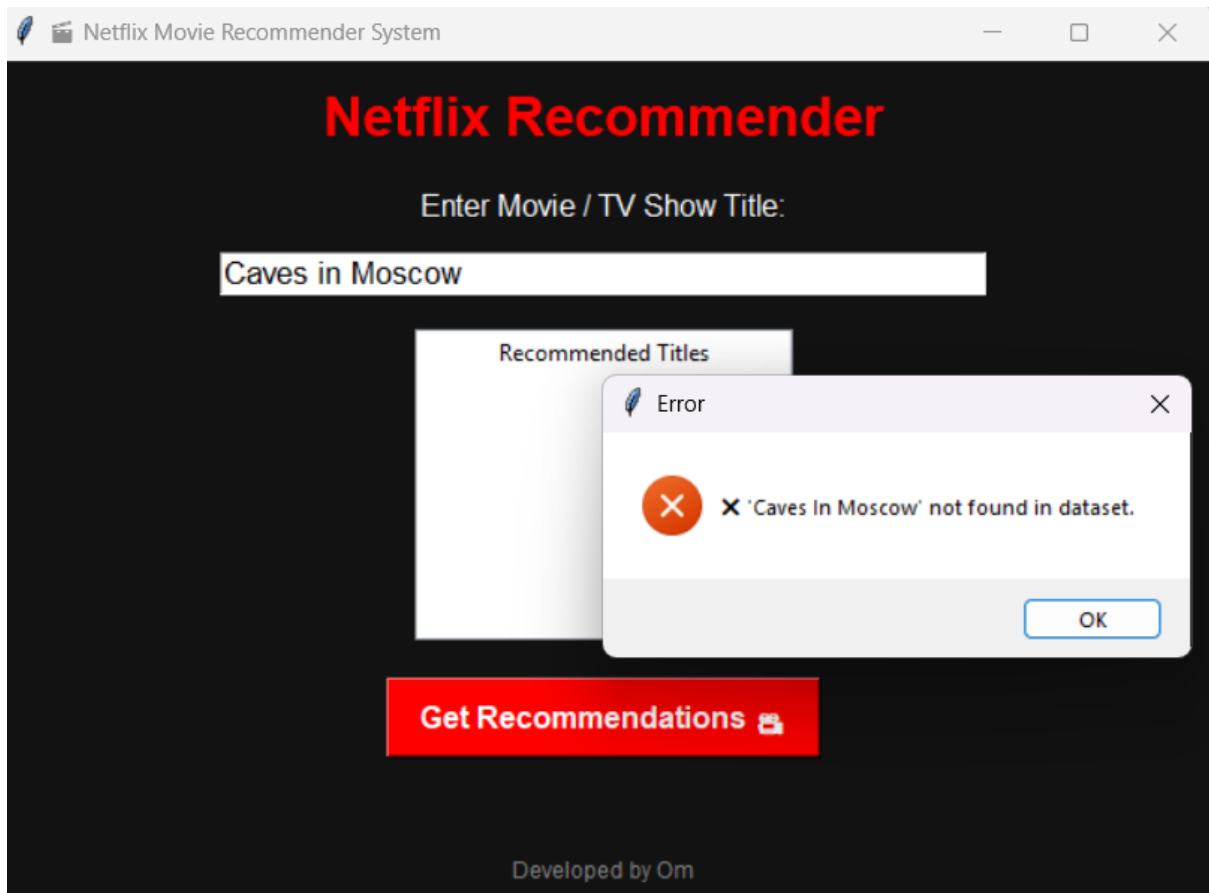 Netflix Movie Recommender System
Netflix Recommender
Enter Movie / TV Show Title:
Caves in Moscow
Recommended Titles
Error
'Caves In Moscow' not found in dataset.
OK
Get Recommendations
Developed by Om